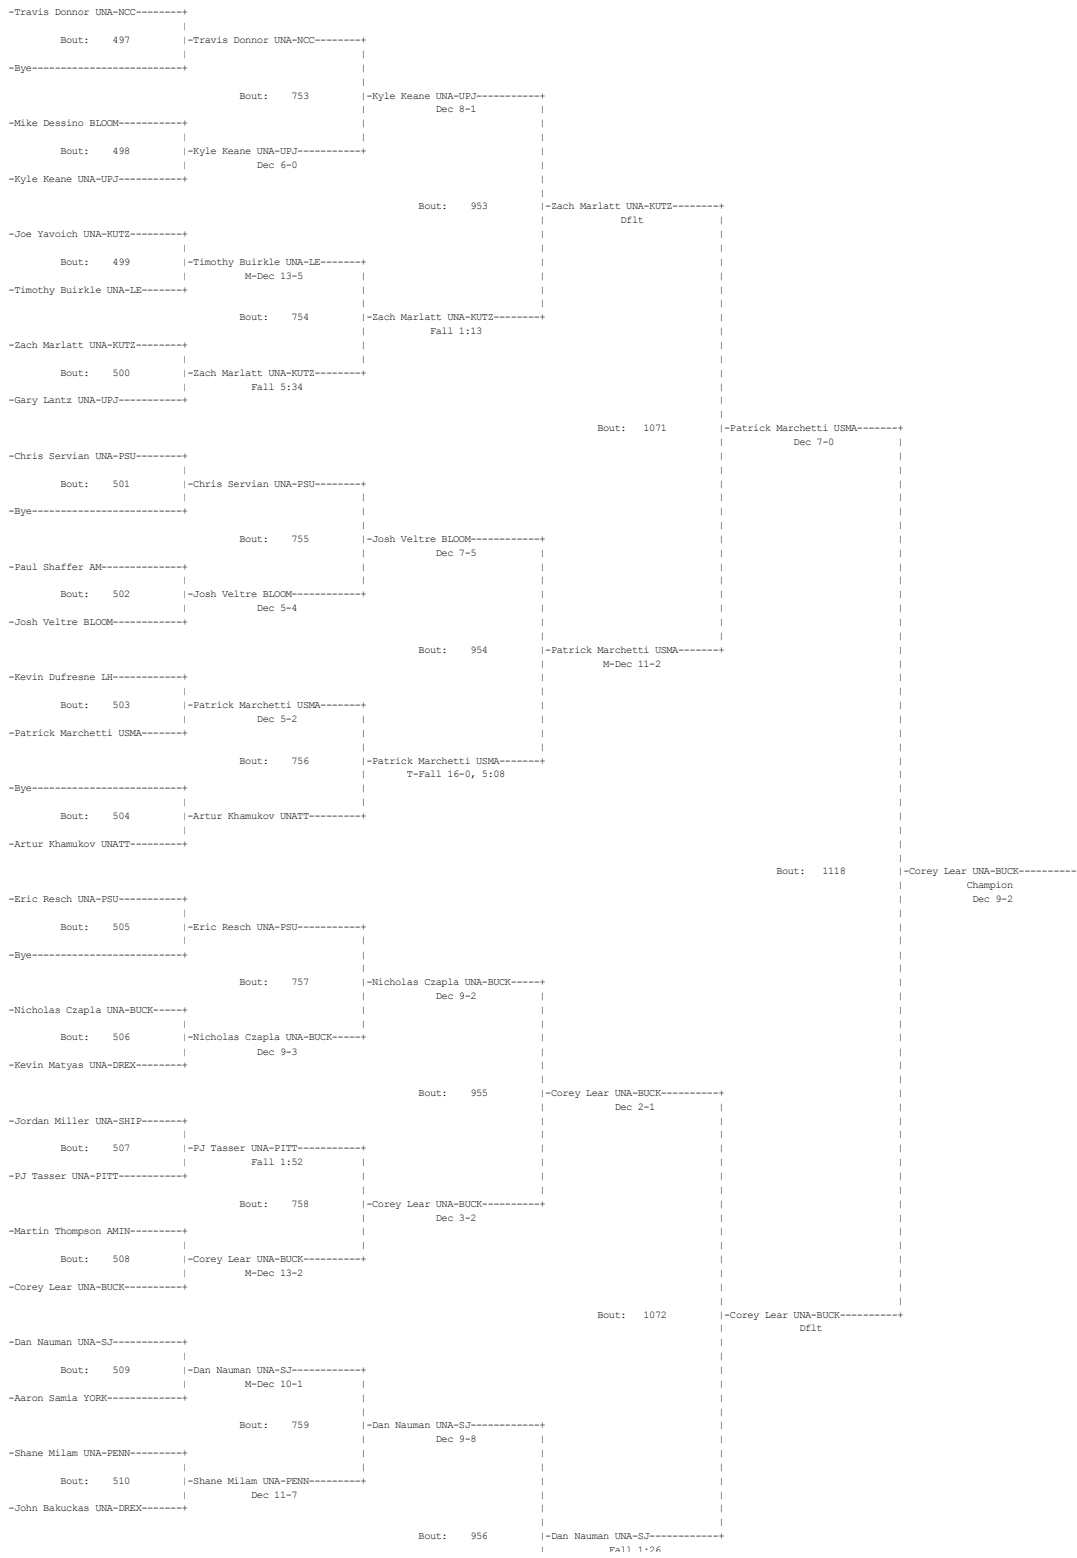 -Travis Donnor UNA-NCC--------+
Bout: 497 |-Travis Donnor UNA-NCC--------+
-Bye--------------------------+
Bout: 753 |-Kyle Keane UNA-UPJ-----------+
Dec 8-1
-Mike Dessino BLOOM-----------+
Bout: 498 |-Kyle Keane UNA-UPJ-----------+
Dec 6-0
-Kyle Keane UNA-UPJ-----------+
Bout: 953 |-Zach Marlatt UNA-KUTZ--------+
Dflt
-Joe Yavoich UNA-KUTZ---------+
Bout: 499 |-Timothy Buirkle UNA-LE-------+
M-Dec 13-5
-Timothy Buirkle UNA-LE-------+
Bout: 754 |-Zach Marlatt UNA-KUTZ--------+
Fall 1:13
-Zach Marlatt UNA-KUTZ--------+
Bout: 500 |-Zach Marlatt UNA-KUTZ--------+
Fall 5:34
-Gary Lantz UNA-UPJ-----------+
Bout: 1071 |-Patrick Marchetti USMA-------+
Dec 7-0
-Chris Servian UNA-PSU--------+
Bout: 501 |-Chris Servian UNA-PSU--------+
-Bye--------------------------+
Bout: 755 |-Josh Veltre BLOOM------------+
Dec 7-5
-Paul Shaffer AM--------------+
Bout: 502 |-Josh Veltre BLOOM------------+
Dec 5-4
-Josh Veltre BLOOM------------+
Bout: 954 |-Patrick Marchetti USMA-------+
M-Dec 11-2
-Kevin Dufresne LH------------+
Bout: 503 |-Patrick Marchetti USMA-------+
Dec 5-2
-Patrick Marchetti USMA-------+
Bout: 756 |-Patrick Marchetti USMA-------+
T-Fall 16-0, 5:08
-Bye--------------------------+
Bout: 504 |-Artur Khamukov UNATT---------+
-Artur Khamukov UNATT---------+
Bout: 1118 |-Corey Lear UNA-BUCK----------
Champion
-Eric Resch UNA-PSU-----------+ Dec 9-2
Bout: 505 |-Eric Resch UNA-PSU-----------+
-Bye--------------------------+
Bout: 757 |-Nicholas Czapla UNA-BUCK-----+
Dec 9-2
-Nicholas Czapla UNA-BUCK-----+
Bout: 506 |-Nicholas Czapla UNA-BUCK-----+
Dec 9-3
-Kevin Matyas UNA-DREX--------+
Bout: 955 |-Corey Lear UNA-BUCK----------+
Dec 2-1
-Jordan Miller UNA-SHIP-------+
Bout: 507 |-PJ Tasser UNA-PITT-----------+
Fall 1:52
-PJ Tasser UNA-PITT-----------+
Bout: 758 |-Corey Lear UNA-BUCK----------+
Dec 3-2
-Martin Thompson AMIN---------+
Bout: 508 |-Corey Lear UNA-BUCK----------+
M-Dec 13-2
-Corey Lear UNA-BUCK----------+
Bout: 1072 |-Corey Lear UNA-BUCK----------+
Dflt
-Dan Nauman UNA-SJ------------+
Bout: 509 |-Dan Nauman UNA-SJ------------+
M-Dec 10-1
-Aaron Samia YORK-------------+
Bout: 759 |-Dan Nauman UNA-SJ------------+
Dec 9-8
-Shane Milam UNA-PENN---------+
Bout: 510 |-Shane Milam UNA-PENN---------+
Dec 11-7
-John Bakuckas UNA-DREX-------+
Bout: 956 |-Dan Nauman UNA-SJ------------+
Fall 1:26